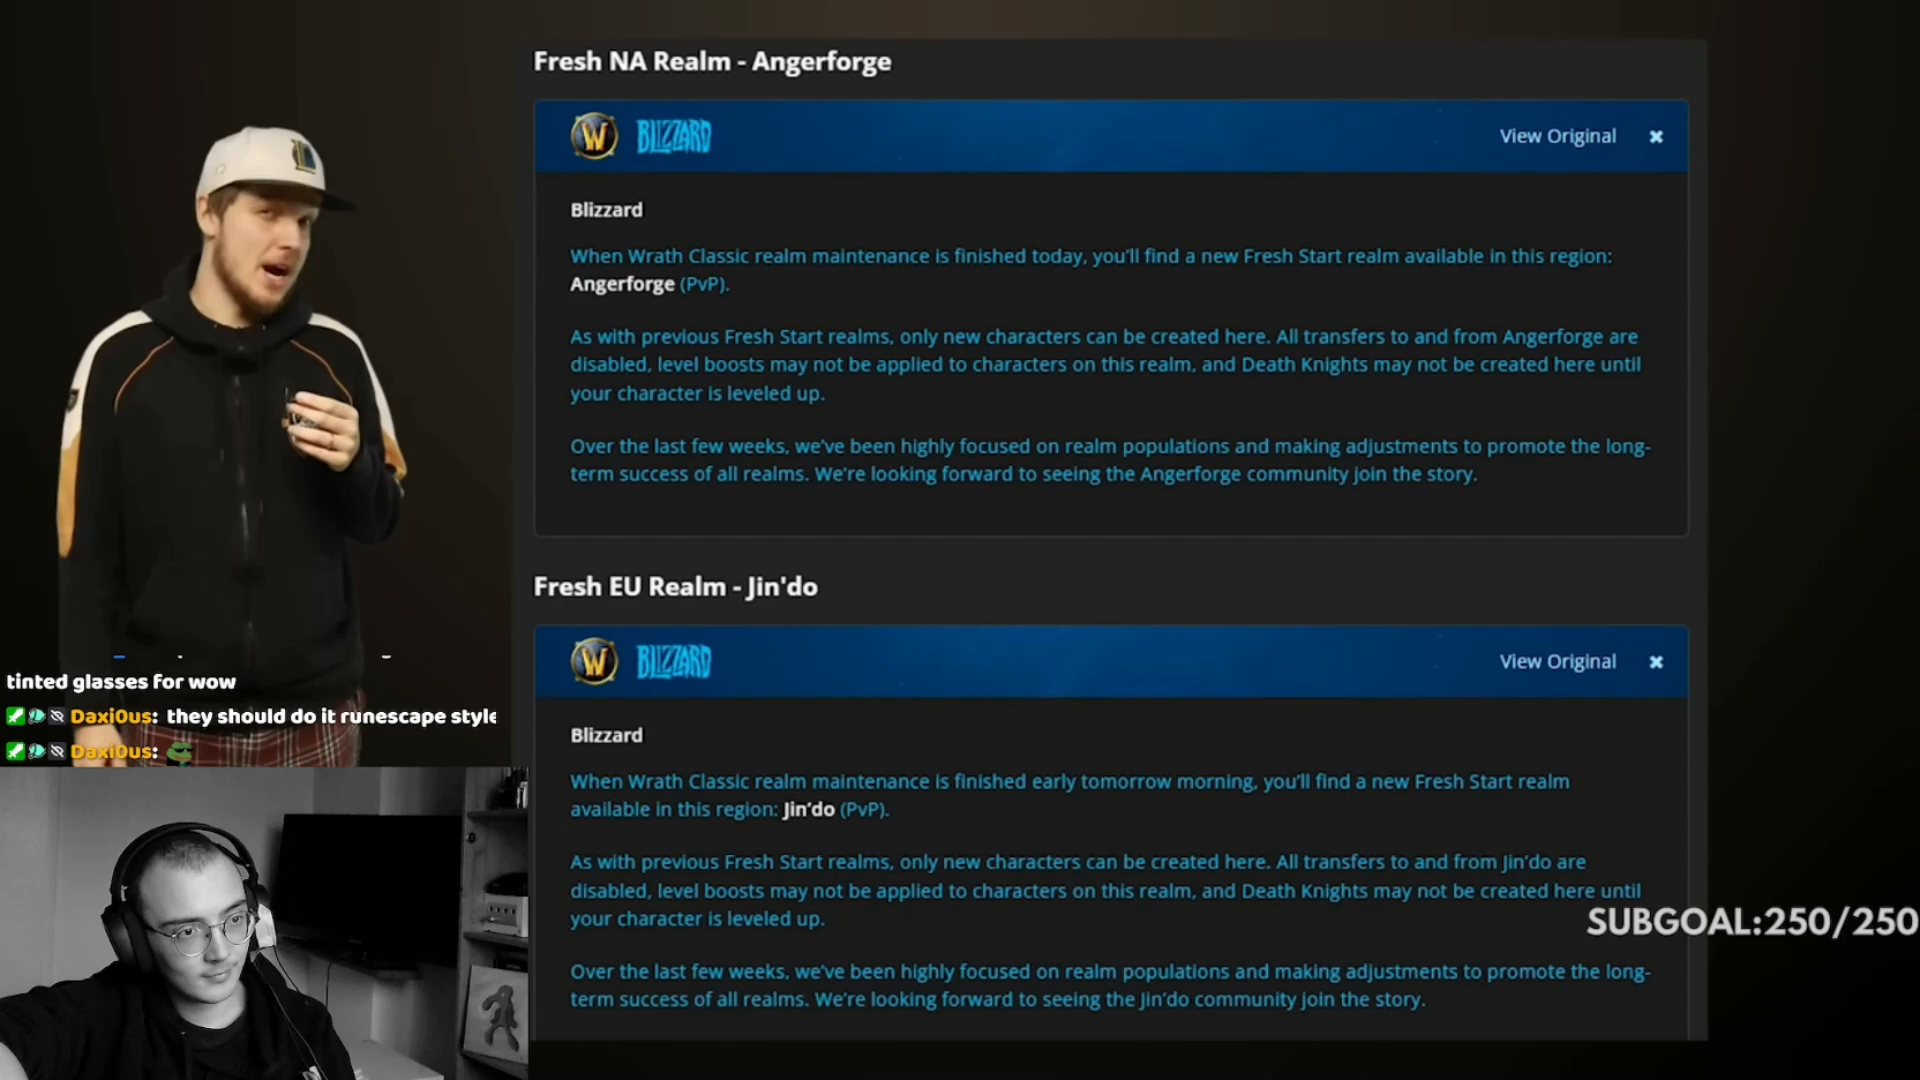 Fresh NA Realm - Angerforge
W BLIZZARD View Original ×
Blizzard
When Wrath Classic realm maintenance is finished today, you'll find a new Fresh Start realm available in this region:
Angerforge (PvP).
As with previous Fresh Start realms, only new characters can be created here. All transfers to and from Angerforge are
disabled, level boosts may not be applied to characters on this realm, and Death Knights may not be created here until
your character is leveled up.
Over the last few weeks, we've been highly focused on realm populations and making adjustments to promote the long-
term success of all realms. We're looking forward to seeing the Angerforge community join the story.
Fresh EU Realm - Jin'do
W BLIZZARD View Original ×
Blizzard
When Wrath Classic realm maintenance is finished early tomorrow morning, you'll find a new Fresh Start realm
available in this region: Jin’do (PvP).
As with previous Fresh Start realms, only new characters can be created here. All transfers to and from Jin’do are
disabled, level boosts may not be applied to characters on this realm, and Death Knights may not be created here until
your character is leveled up.
Over the last few weeks, we've been highly focused on realm populations and making adjustments to promote the long-
term success of all realms. We're looking forward to seeing the Jin’do community join the story.
tinted glasses for wow
Daxi0us: they should do it runescape style
Daxi0us:
SUBGOAL:250/250